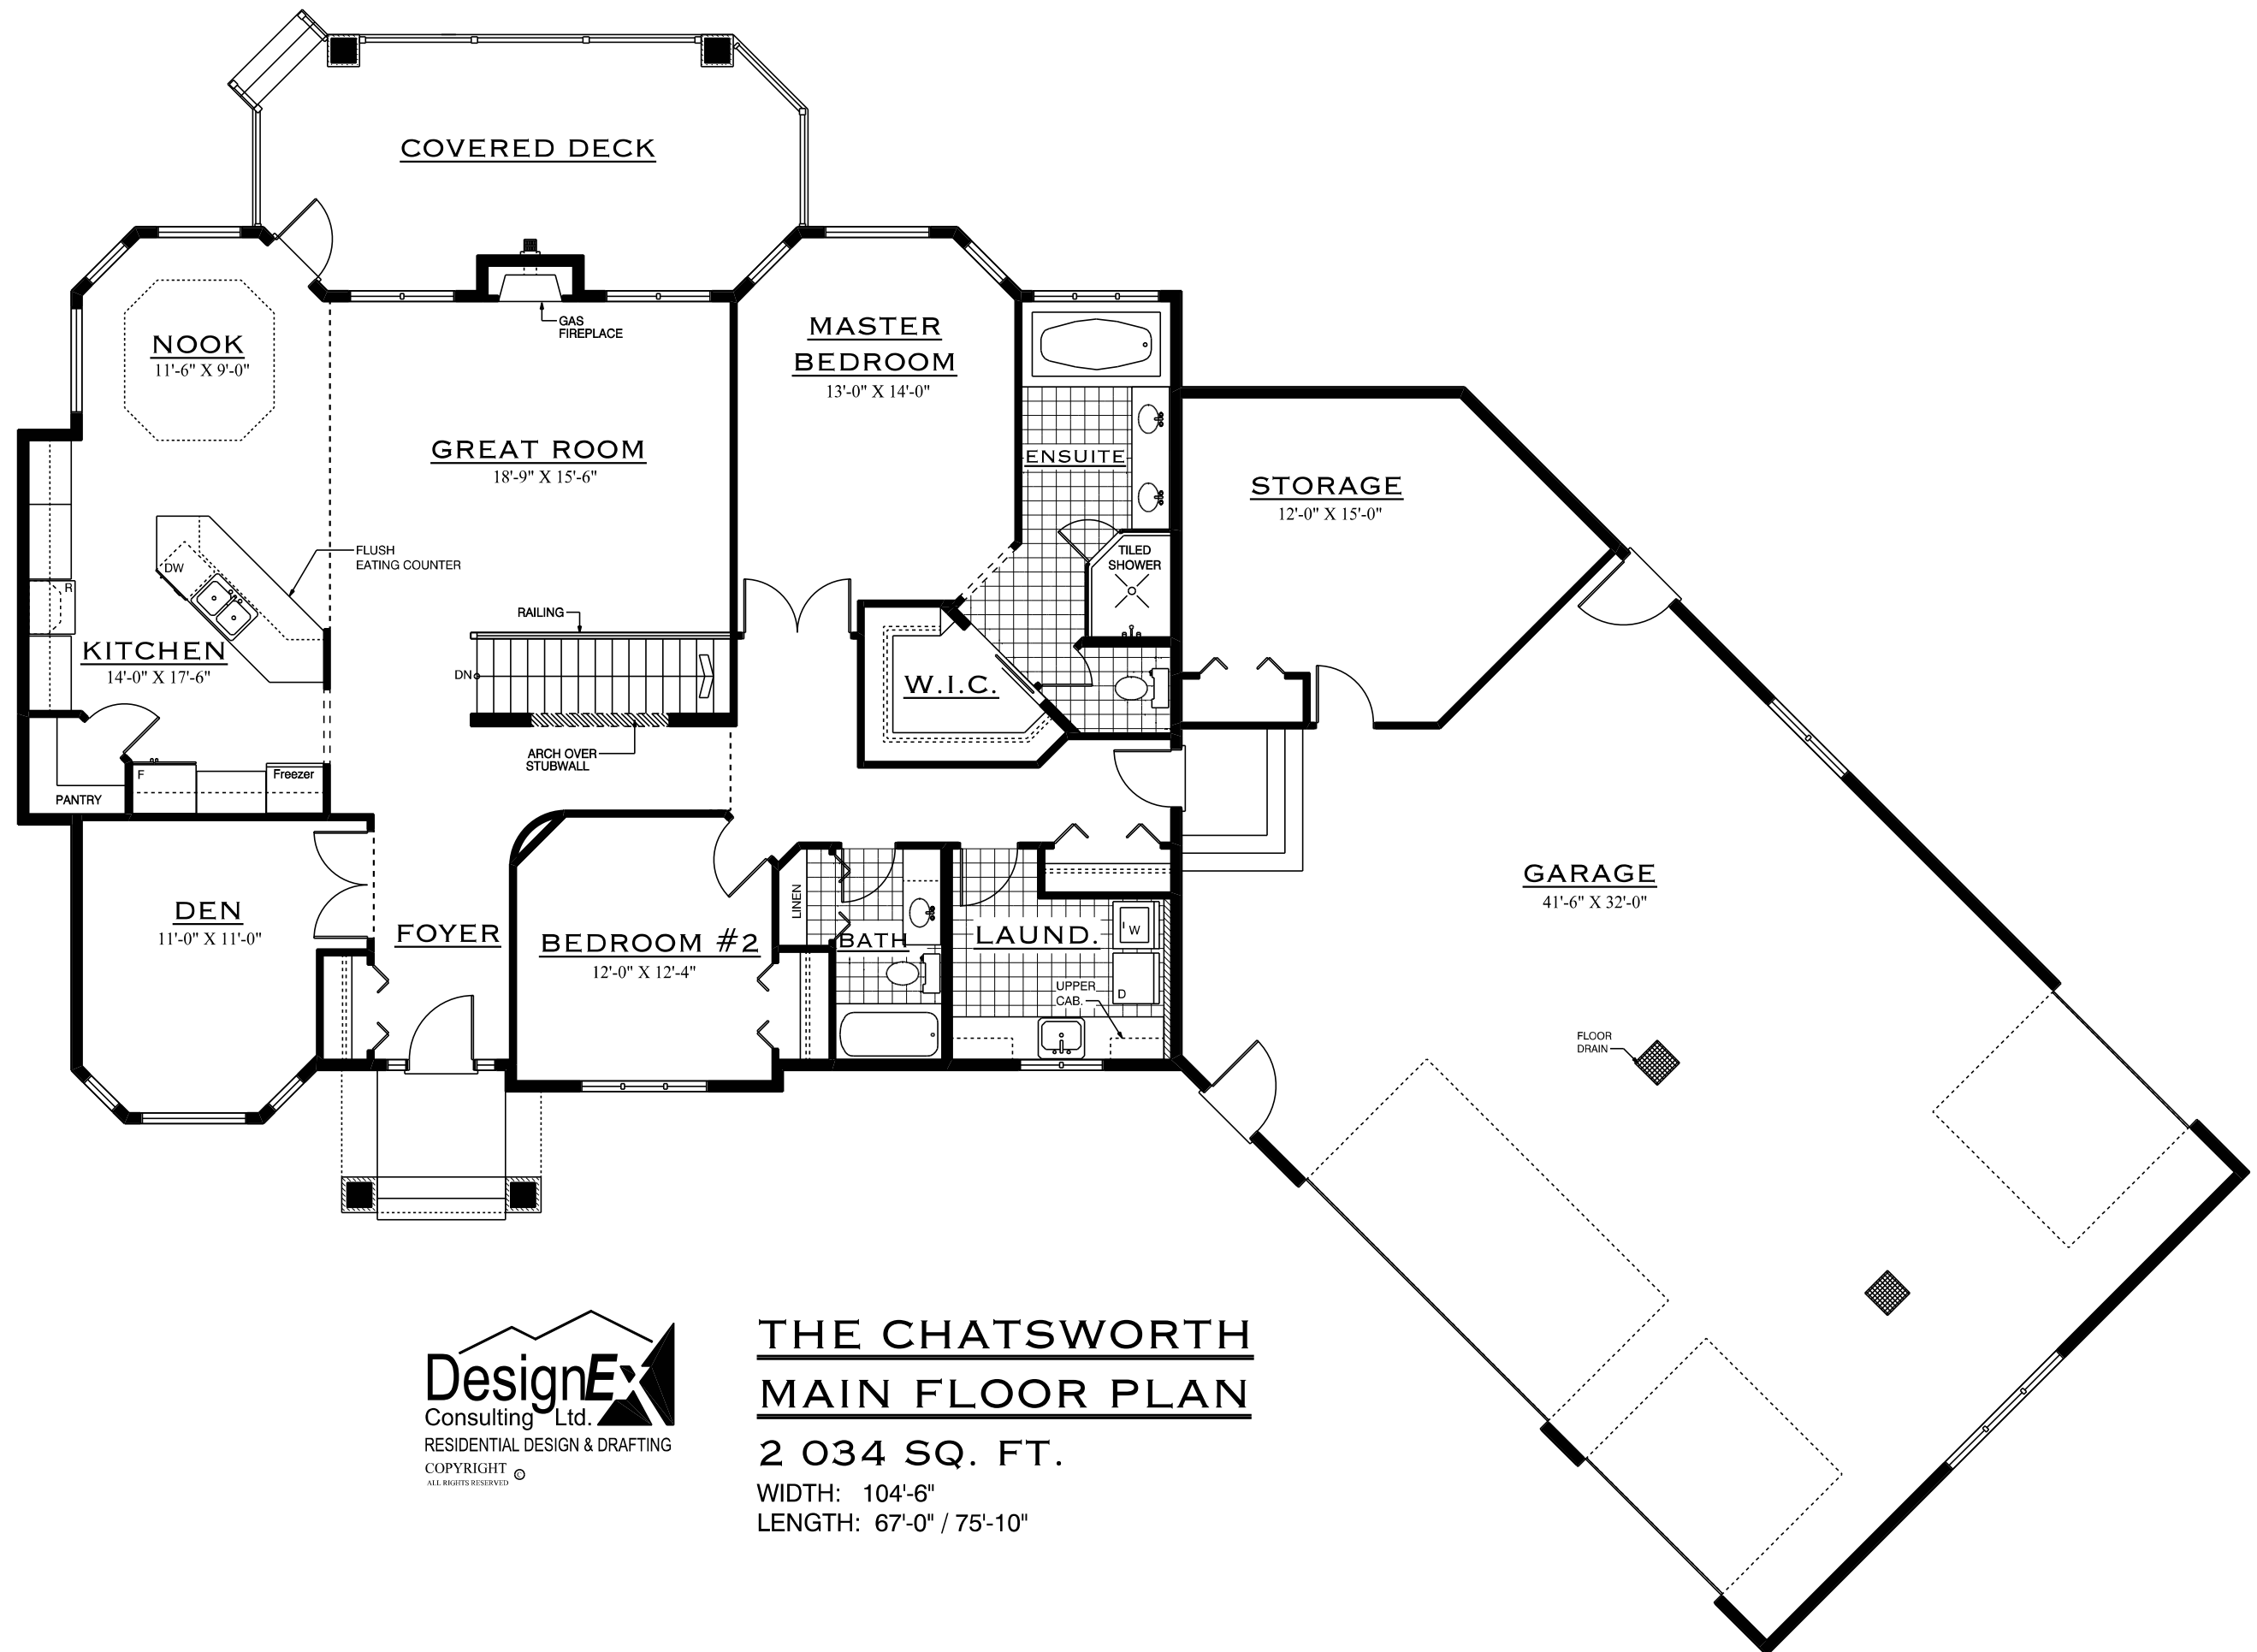 COVERED DECK
GAS
FIREPLACE
NOOK
11'-6" X 9'-0"
MASTER
BEDROOM
13'-0" X 14'-0"
GREAT ROOM
18'-9" X 15'-6"
ENSUITE
STORAGE
12'-0" X 15'-0"
FLUSH
EATING COUNTER
DW
R
TILED
SHOWER
RAILING
KITCHEN
14'-0" X 17'-6"
DN
W.I.C.
ARCH OVER
STUBWALL
F
Freezer
PANTRY
GARAGE
41'-6" X 32'-0"
LINEN
DEN
11'-0" X 11'-0"
FOYER
BEDROOM #2
12'-0" X 12'-4"
BATH
LAUND.
W
UPPER
CAB.
D
FLOOR
DRAIN
DesignEx
Consulting Ltd.
RESIDENTIAL DESIGN & DRAFTING
COPYRIGHT ©
ALL RIGHTS RESERVED
THE CHATSWORTH
MAIN FLOOR PLAN
2 034 SQ. FT.
WIDTH: 104'-6"
LENGTH: 67'-0" / 75'-10"